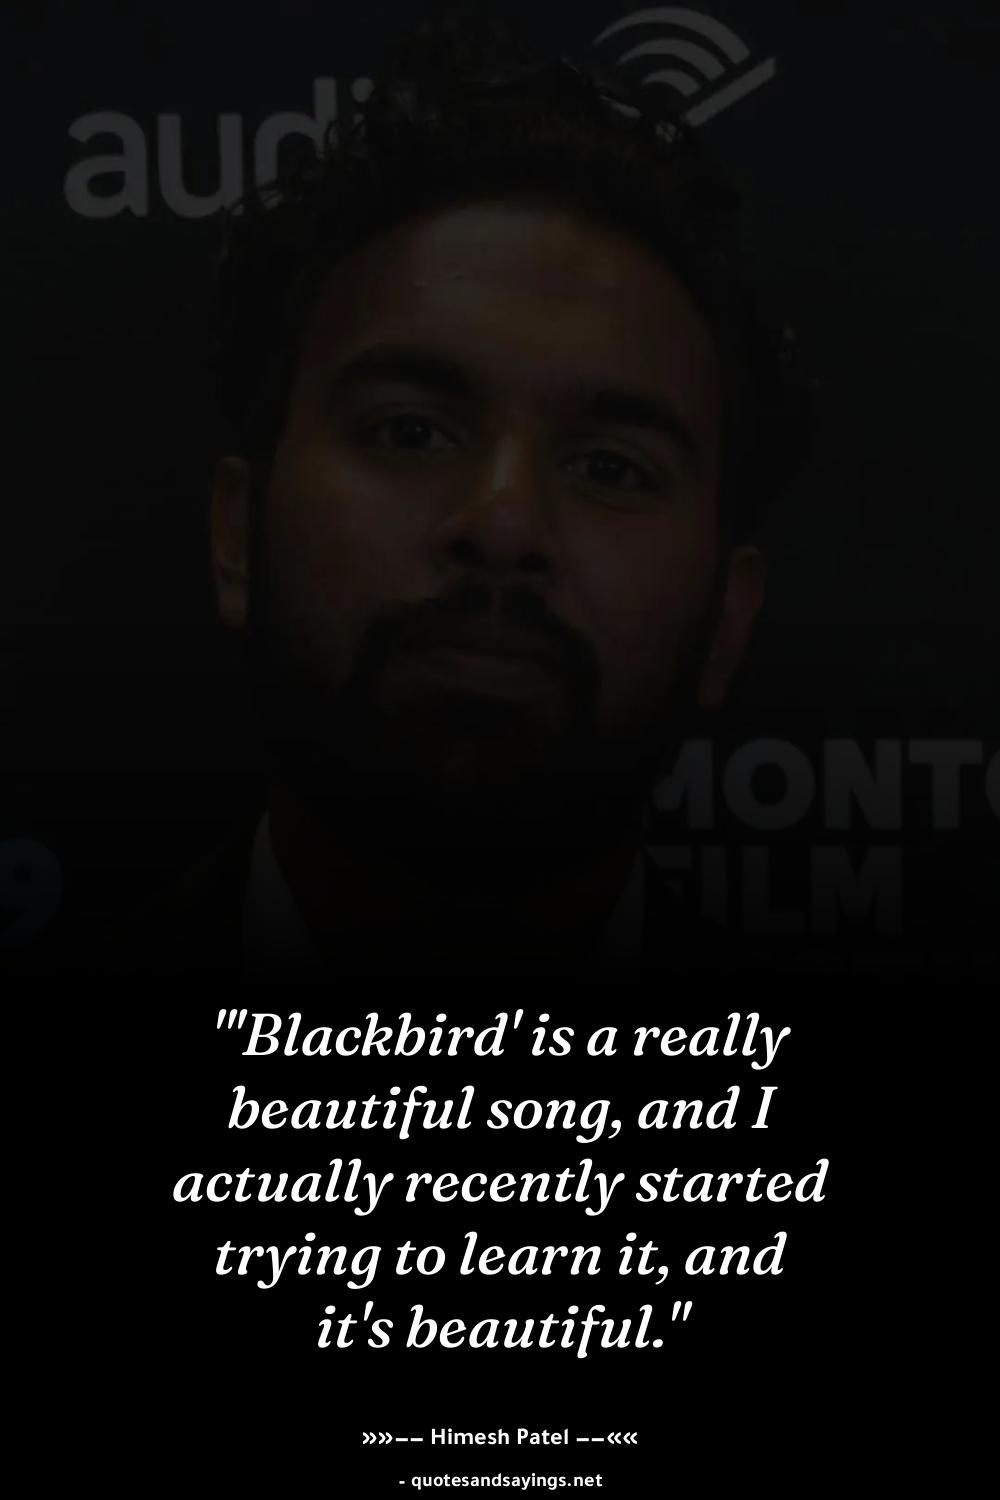 audi
MONT
FILM
9
"'Blackbird' is a really
beautiful song, and I
actually recently started
trying to learn it, and
it's beautiful."
»»−− Himesh Patel −−««
- quotesandsayings.net